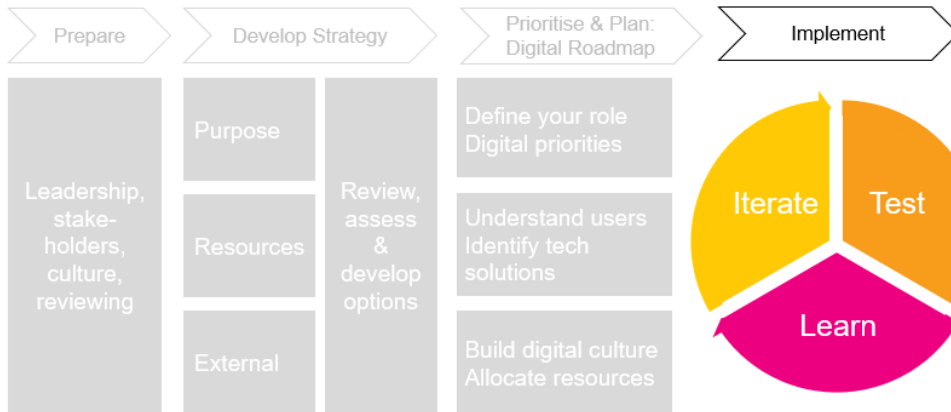 Prepare
Develop Strategy
Prioritise & Plan:
Digital Roadmap
Implement
Leadership,
stake-
holders,
culture,
reviewing
Purpose
Resources
External
Review,
assess
&
develop
options
Define your role
Digital priorities
Understand users
Identify tech
solutions
Build digital culture
Allocate resources
Iterate
Test
Learn